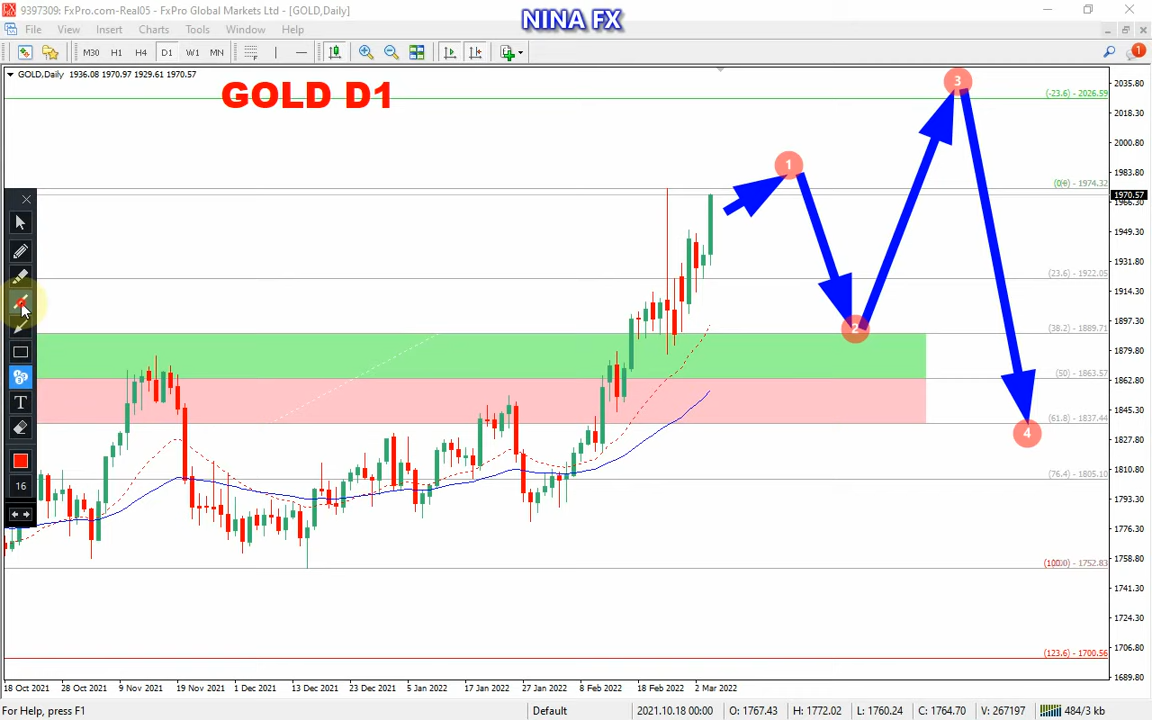 9397309: FxPro.com-Real05 - FxPro Global Markets Ltd - [GOLD,Daily]
NINA FX
File View Insert Charts Tools Window Help
M30 H1 H4 D1 W1 MN
1
GOLD,Daily 1936.08 1970.97 1929.61 1970.57
GOLD D1
3
2035.80
(-23.6) - 2026.59
2018.30
2000.80
1
1983.80
- 1974.32
1970.57
1966.30
1949.30
1931.80
(23.6) - 1922.05
1914.30
1897.30
2
(38.2) - 1889.71
1879.80
(50) - 1863.57
1862.80
1845.30
(61.8) - 1837.44
4
1827.80
1810.80
(76.4) - 1805.10
1793.30
1776.30
1758.80
- 1752.83
1741.30
1724.30
1706.80
(123.6) - 1700.56
1689.80
T
16
18 Oct 2021 28 Oct 2021 9 Nov 2021 19 Nov 2021 1 Dec 2021 13 Dec 2021 23 Dec 2021 5 Jan 2022 17 Jan 2022 27 Jan 2022 8 Feb 2022 18 Feb 2022 2 Mar 2022
For Help, press F1 Default 2021.10.18 00:00 O: 1767.43 H: 1772.02 L: 1760.24 C: 1764.70 V: 267197 484/3 kb